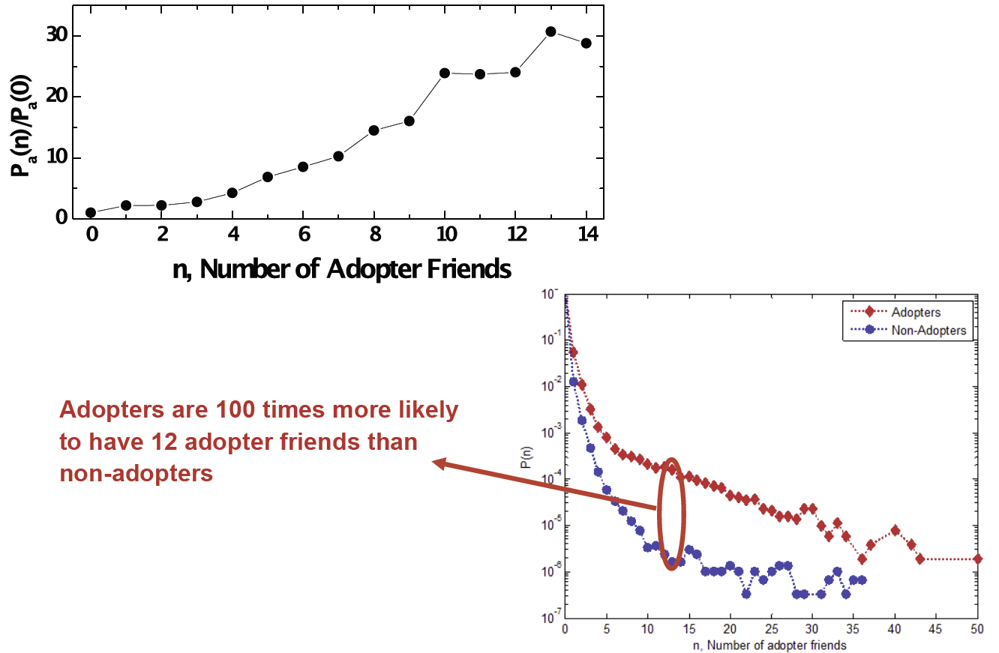 30
20
10
0
P_a(n)/P_a(0)
0 2 4 6 8 10 12 14
n, Number of Adopter Friends
Adopters are 100 times more likely
to have 12 adopter friends than
non-adopters
Adopters
Non-Adopters
10^-1
10^-2
10^-3
10^-4
10^-5
10^-6
10^-7
P(n)
0 5 10 15 20 25 30 35 40 45 50
n, Number of adopter friends